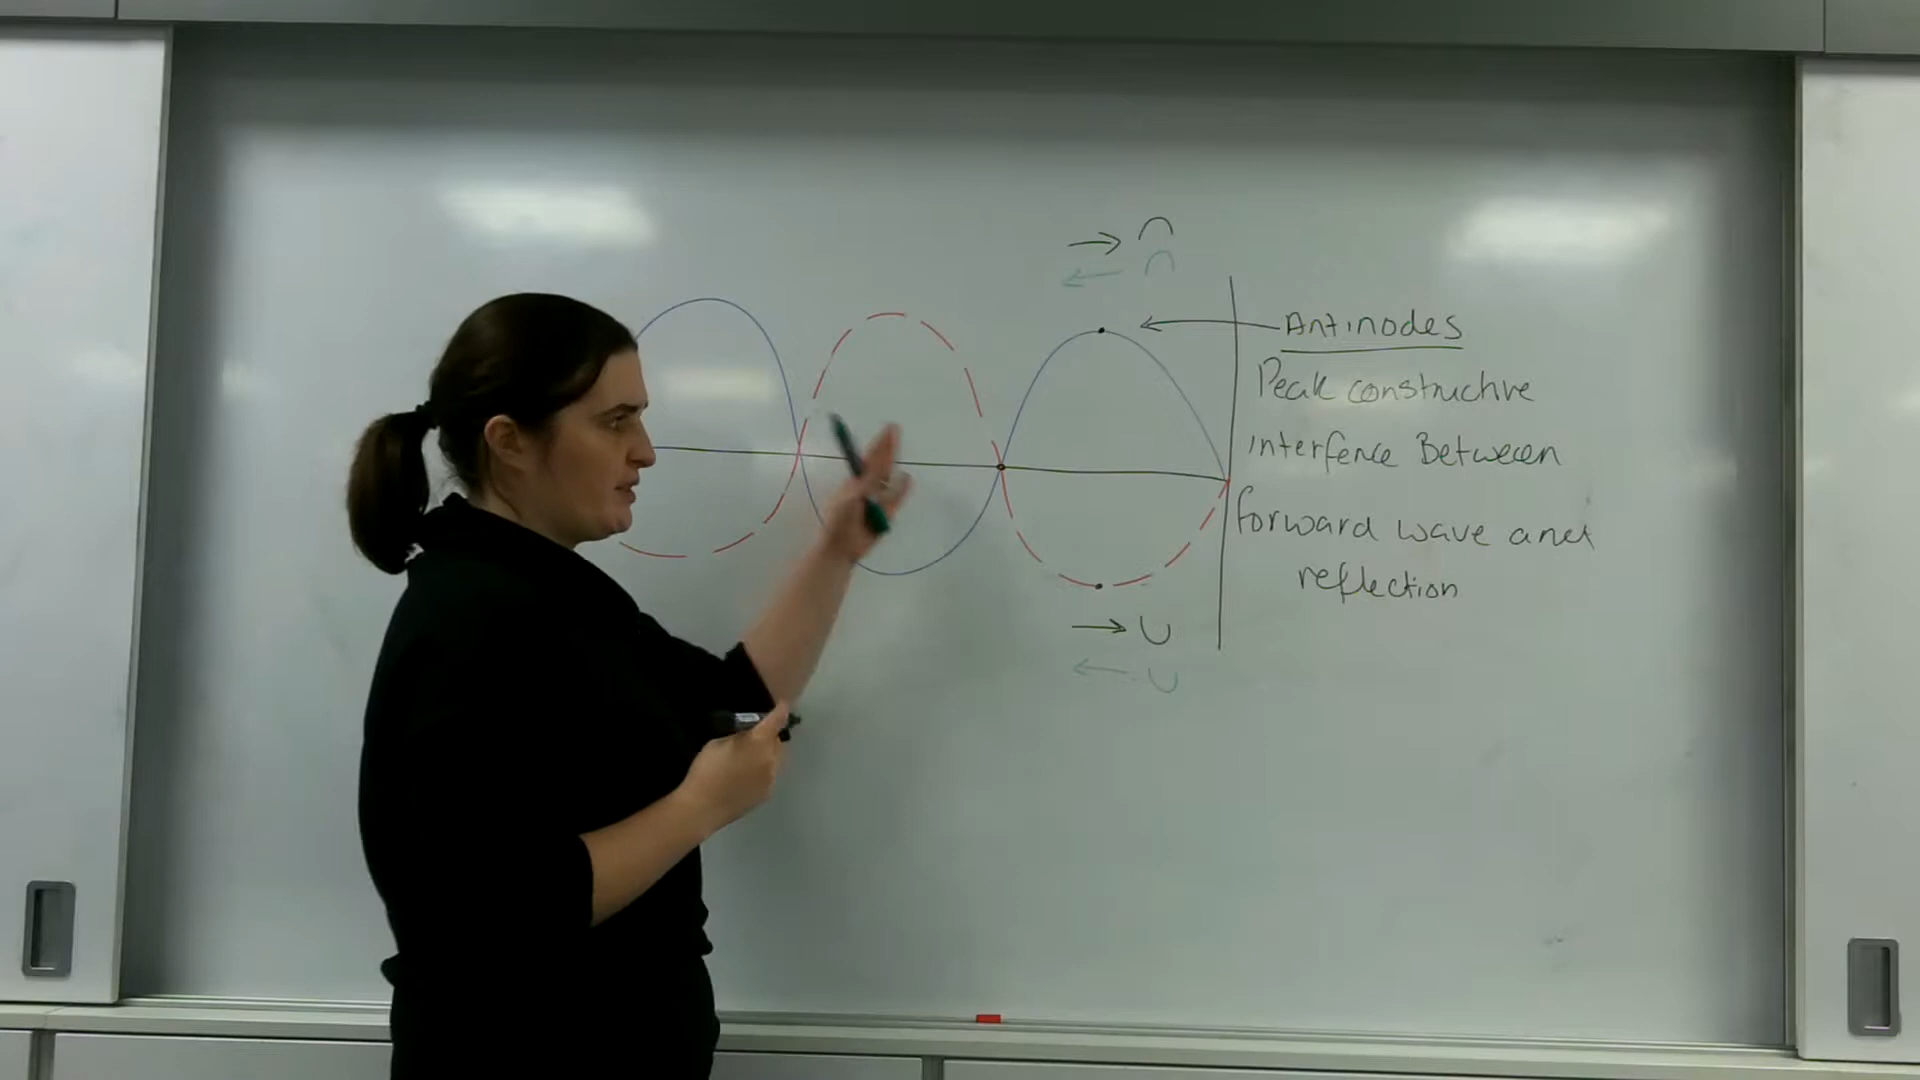 Antinodes
Peak constructive
interfence Between
forward wave and
reflection